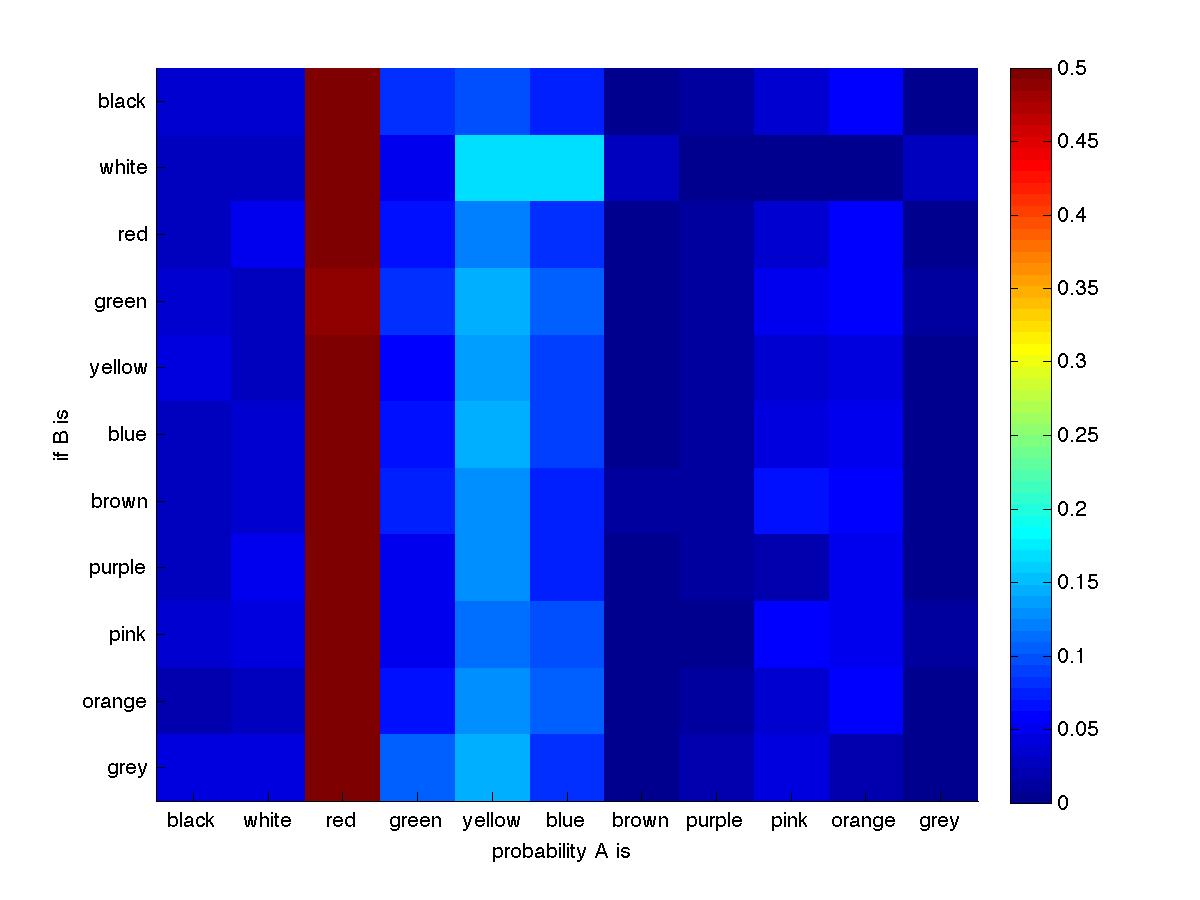 black
white
red
green
yellow
blue
brown
purple
pink
orange
grey
if B is
black white red green yellow blue brown purple pink orange grey
probability A is
0.5
0.45
0.4
0.35
0.3
0.25
0.2
0.15
0.1
0.05
0